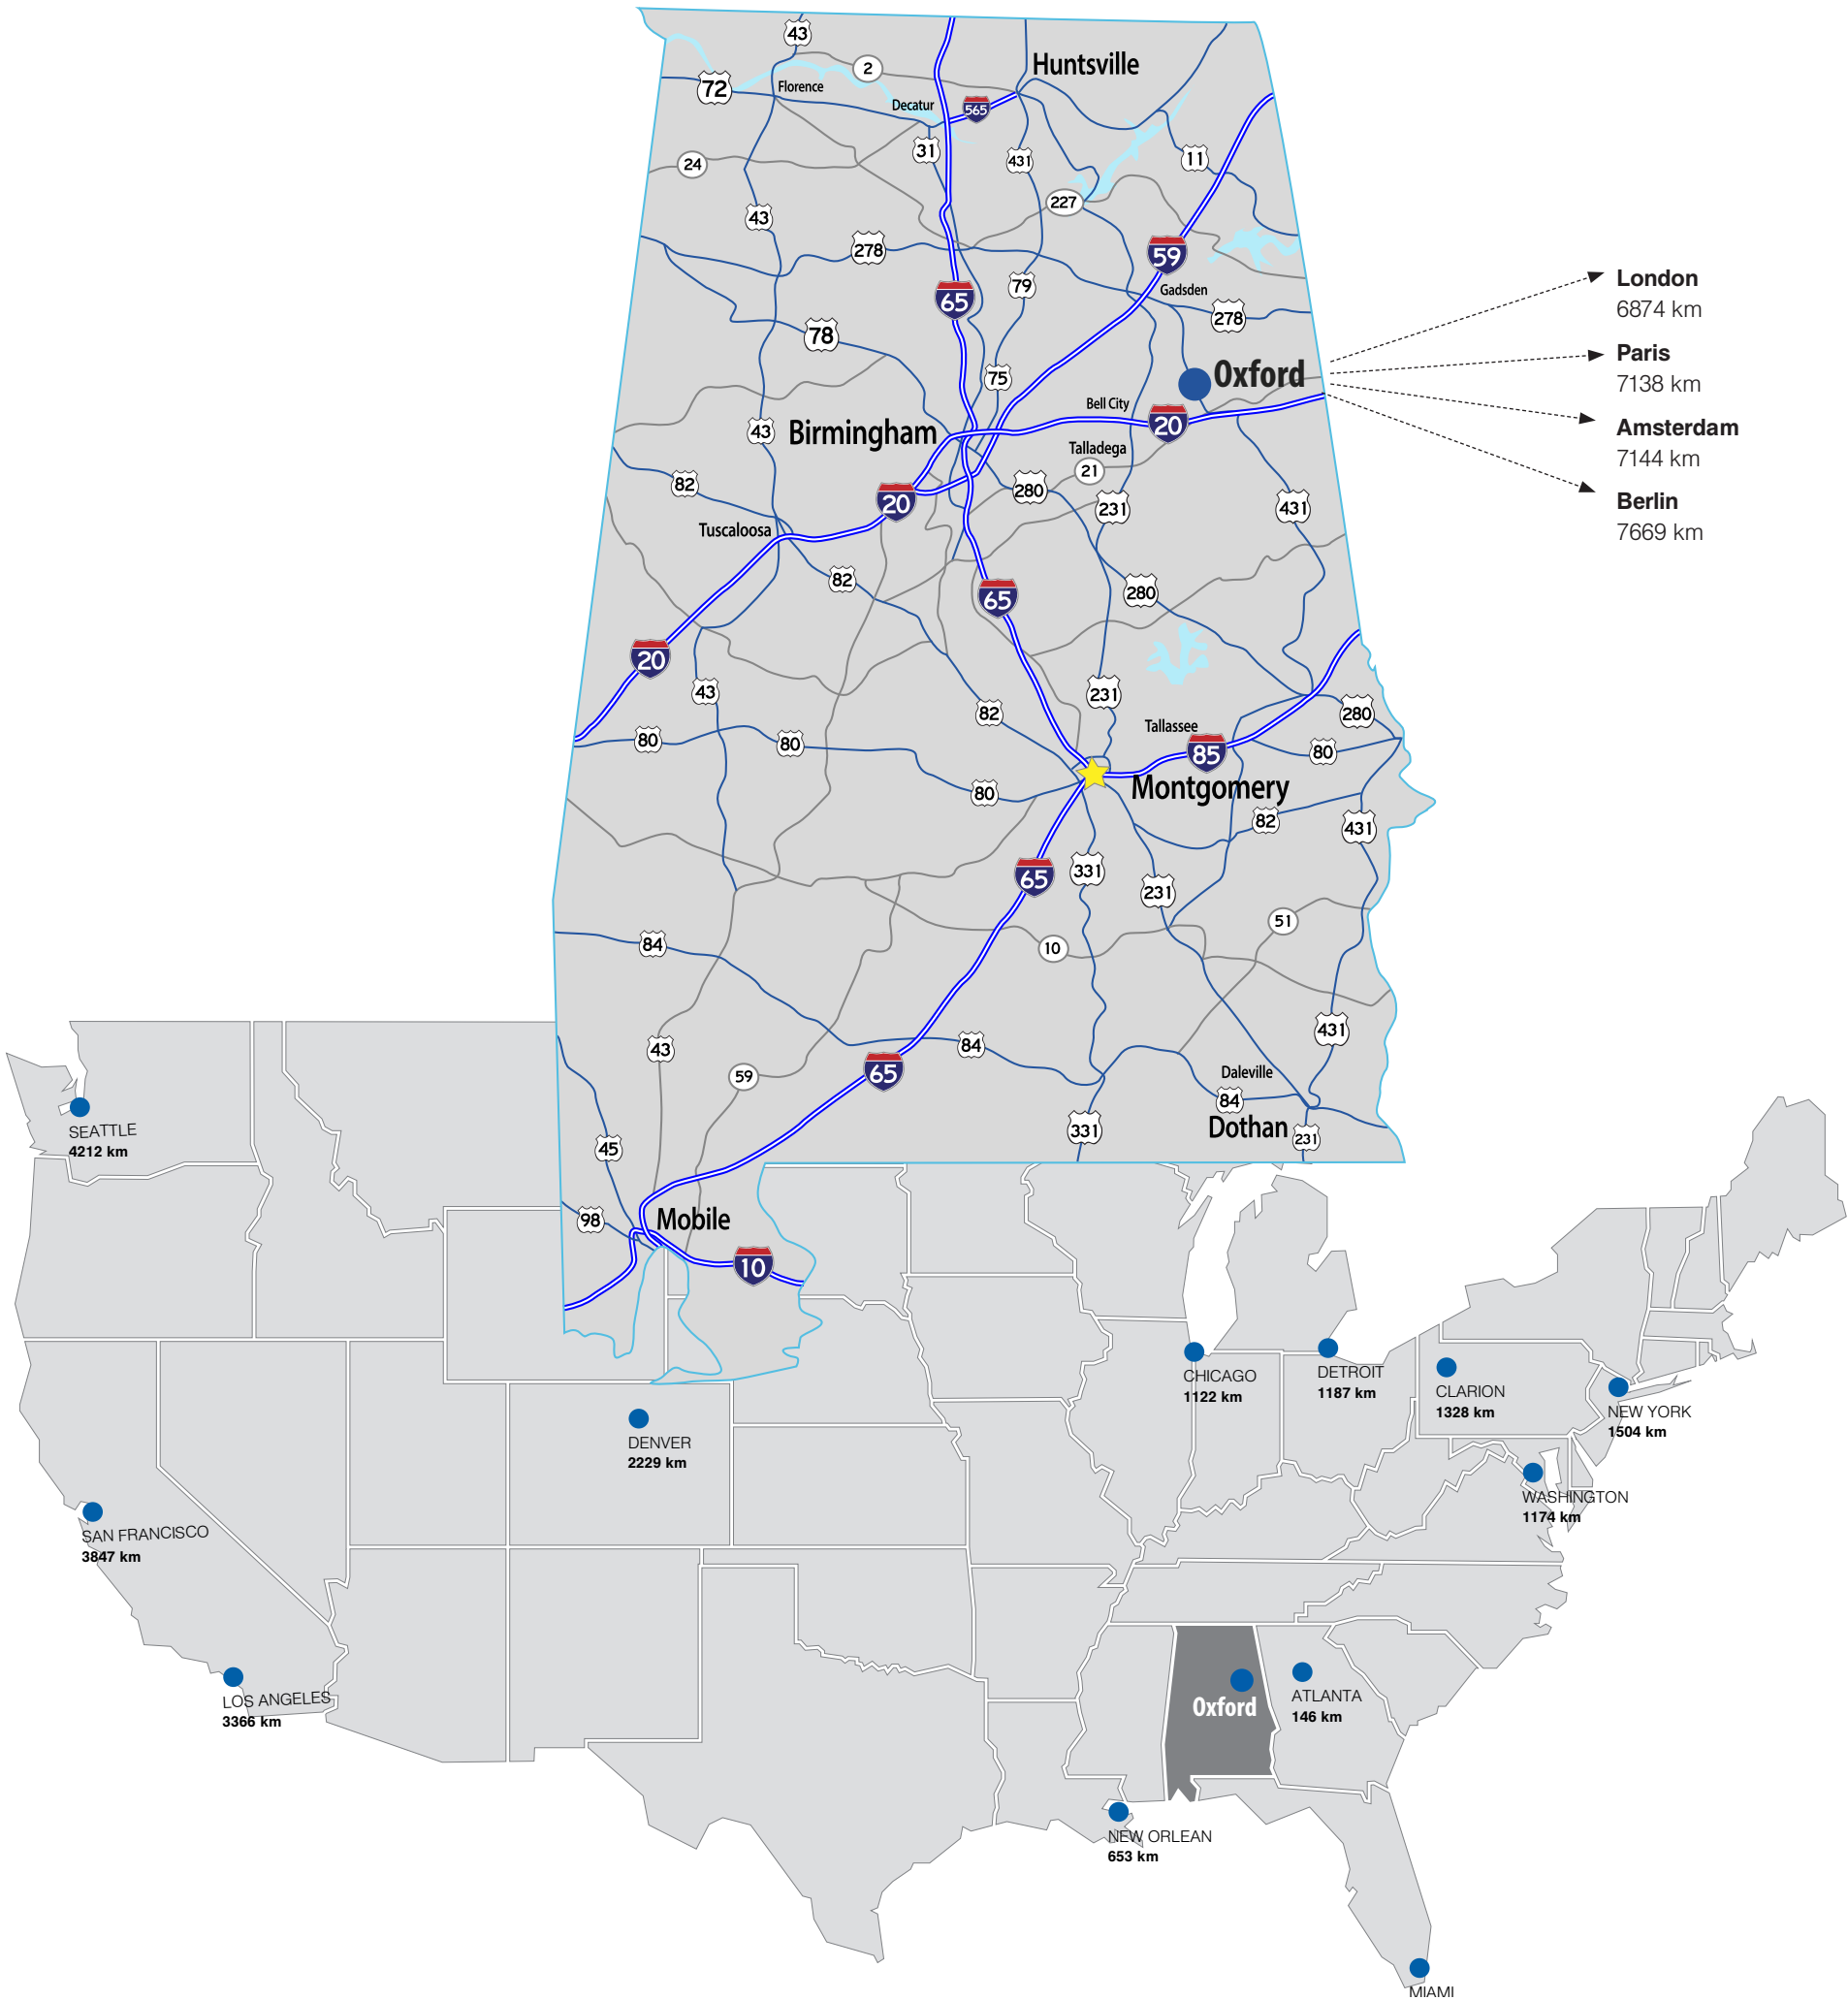 43
2
Huntsville
72
Florence
Decatur
565
31
431
11
24
227
43
278
59
65
79
Gadsden
278
78
75
Oxford
Bell City
20
43
Birmingham
Talladega
21
82
280
20
231
431
Tuscaloosa
82
280
65
20
43
231
82
280
Tallassee
80
80
85
80
Montgomery
80
82
431
65
331
231
51
84
10
431
43
84
65
59
Daleville
84
331
Dothan
231
45
98
Mobile
10
London
6874 km
Paris
7138 km
Amsterdam
7144 km
Berlin
7669 km
SEATTLE
4212 km
CHICAGO
1122 km
DETROIT
1187 km
CLARION
1328 km
NEW YORK
1504 km
DENVER
2229 km
WASHINGTON
1174 km
SAN FRANCISCO
3847 km
LOS ANGELES
3366 km
Oxford
ATLANTA
146 km
NEW ORLEAN
653 km
MIAMI